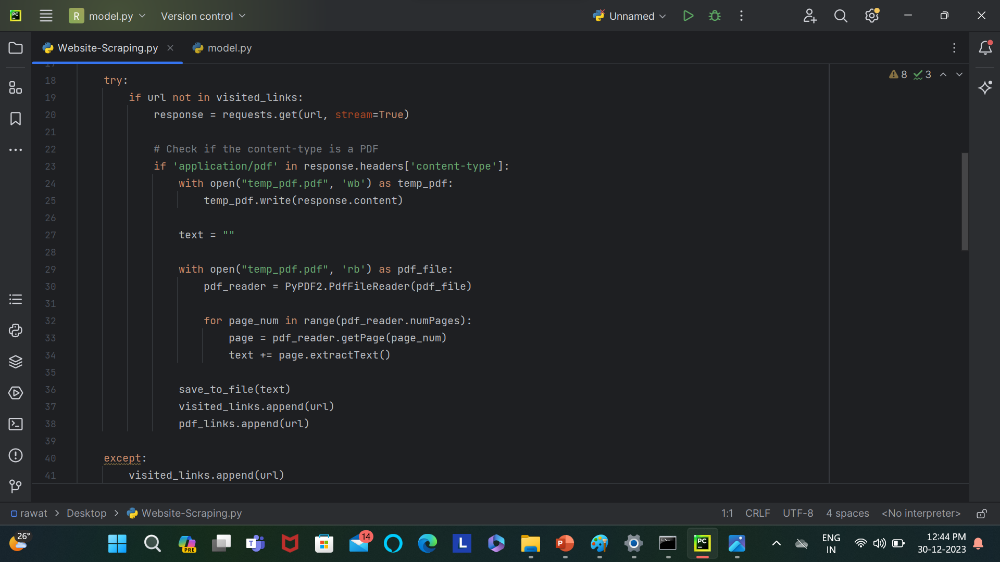 PC
R model.py Version control Unnamed
Website-Scraping.py model.py
17
8 3
18 try:
19 if url not in visited_links:
20 response = requests.get(url, stream=True)
21
22 # Check if the content-type is a PDF
23 if 'application/pdf' in response.headers['content-type']:
24 with open("temp_pdf.pdf", 'wb') as temp_pdf:
25 temp_pdf.write(response.content)
26
27 text = ""
28
29 with open("temp_pdf.pdf", 'rb') as pdf_file:
30 pdf_reader = PyPDF2.PdfFileReader(pdf_file)
31
32 for page_num in range(pdf_reader.numPages):
33 page = pdf_reader.getPage(page_num)
34 text += page.extractText()
35
36 save_to_file(text)
37 visited_links.append(url)
38 pdf_links.append(url)
39
40 except:
41 visited_links.append(url)
rawat > Desktop > Website-Scraping.py 1:1 CRLF UTF-8 4 spaces <No interpreter>
26° PRE T 14 L P C:\ PC ENG 12:44 PM
IN 30-12-2023